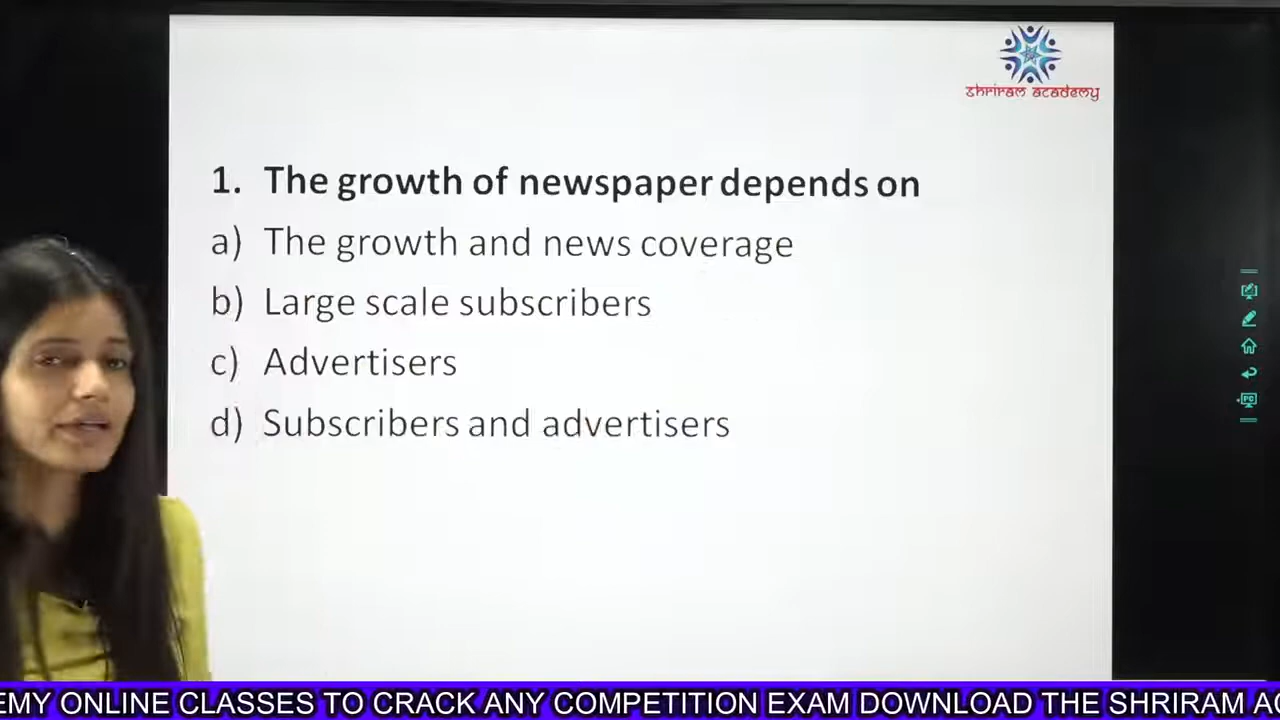 shriram academy
1. The growth of newspaper depends on
a) The growth and news coverage
b) Large scale subscribers
c) Advertisers
d) Subscribers and advertisers
PC
EMY ONLINE CLASSES TO CRACK ANY COMPETITION EXAM DOWNLOAD THE SHRIRAM AC